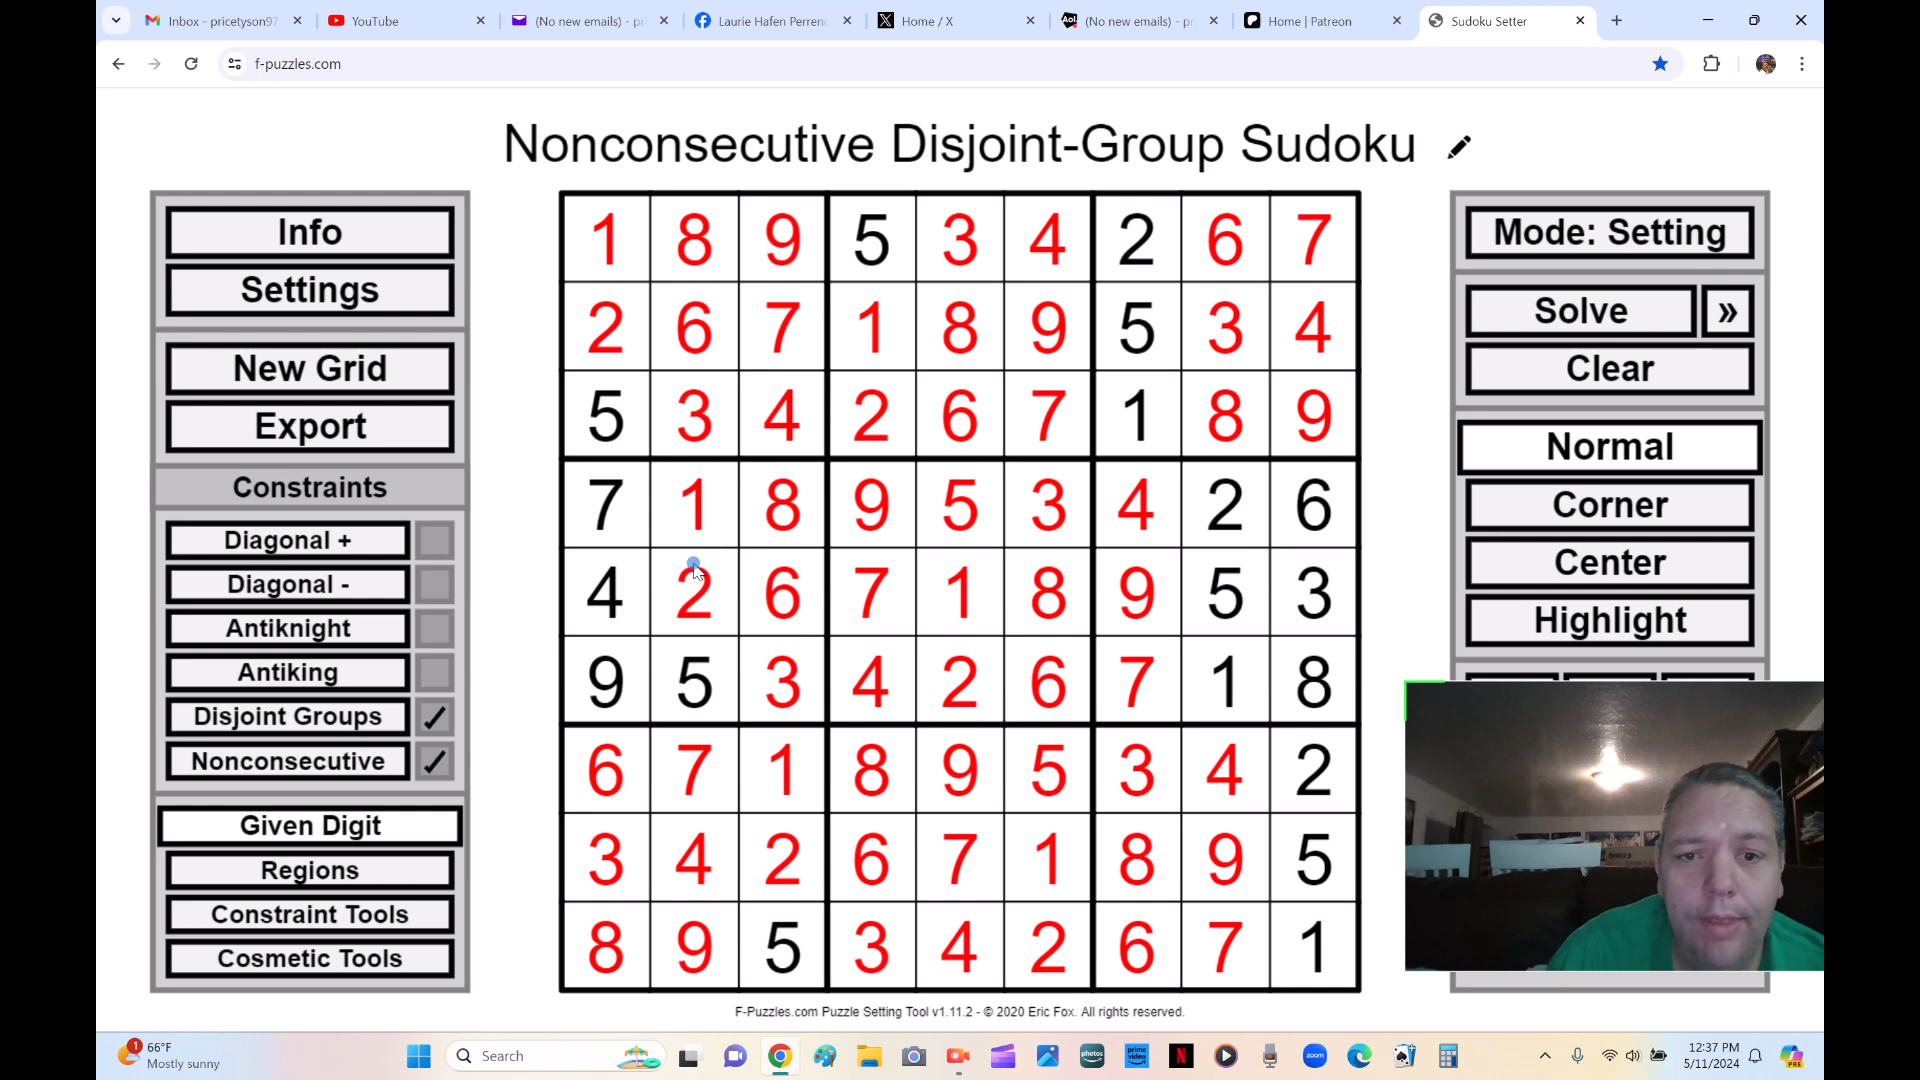 Inbox - pricetyson97
YouTube
(No new emails) - pr
Laurie Hafen Perrenc
Home / X
Aol.
(No new emails) - pr
Home | Patreon
Sudoku Setter
f-puzzles.com
Nonconsecutive Disjoint-Group Sudoku
Info
Settings
New Grid
Export
Constraints
Diagonal +
Diagonal -
Antiknight
Antiking
Disjoint Groups
Nonconsecutive
Given Digit
Regions
Constraint Tools
Cosmetic Tools
1 8 9 5 3 4 2 6 7
2 6 7 1 8 9 5 3 4
5 3 4 2 6 7 1 8 9
7 1 8 9 5 3 4 2 6
4 2 6 7 1 8 9 5 3
9 5 3 4 2 6 7 1 8
6 7 1 8 9 5 3 4 2
3 4 2 6 7 1 8 9 5
8 9 5 3 4 2 6 7 1
Mode: Setting
Solve »
Clear
Normal
Corner
Center
Highlight
F-Puzzles.com Puzzle Setting Tool v1.11.2 - © 2020 Eric Fox. All rights reserved.
1
66°F
Mostly sunny
Search
photos
prime video
N
zoom
12:37 PM
5/11/2024
PRE